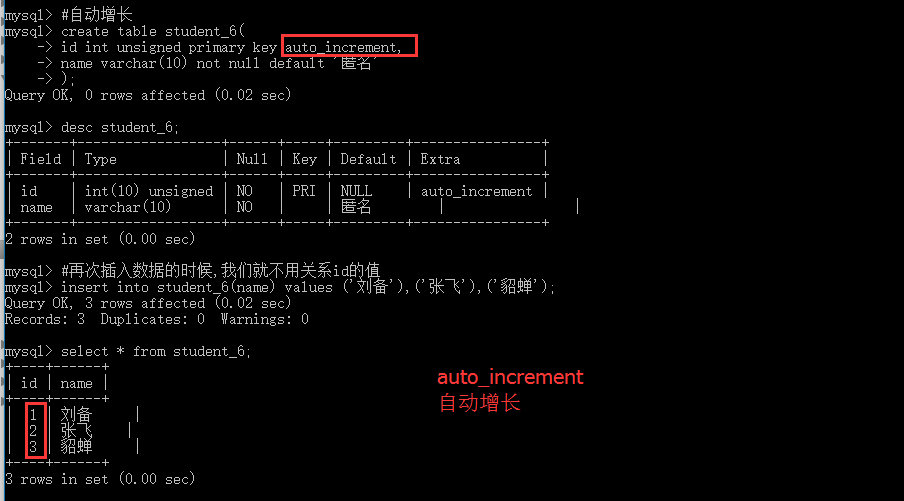 mysql> #自动增长
mysql> create table student_6(
    -> id int unsigned primary key auto_increment,
    -> name varchar(10) not null default '匿名'
    -> );
Query OK, 0 rows affected (0.02 sec)

mysql> desc student_6;
+-------+------------------+------+-----+---------+----------------+
| Field | Type             | Null | Key | Default | Extra          |
+-------+------------------+------+-----+---------+----------------+
| id    | int(10) unsigned | NO   | PRI | NULL    | auto_increment |
| name  | varchar(10)      | NO   |     | 匿名        |                |
+-------+------------------+------+-----+---------+----------------+
2 rows in set (0.00 sec)

mysql> #再次插入数据的时候,我们就不用关系id的值
mysql> insert into student_6(name) values ('刘备'),('张飞'),('貂蝉');
Query OK, 3 rows affected (0.02 sec)
Records: 3  Duplicates: 0  Warnings: 0

mysql> select * from student_6;
+----+------+
| id | name |
+----+------+
|  1 | 刘备     |
|  2 | 张飞    |
|  3 | 貂蝉     |
+----+------+
3 rows in set (0.00 sec)
auto_increment
自动增长